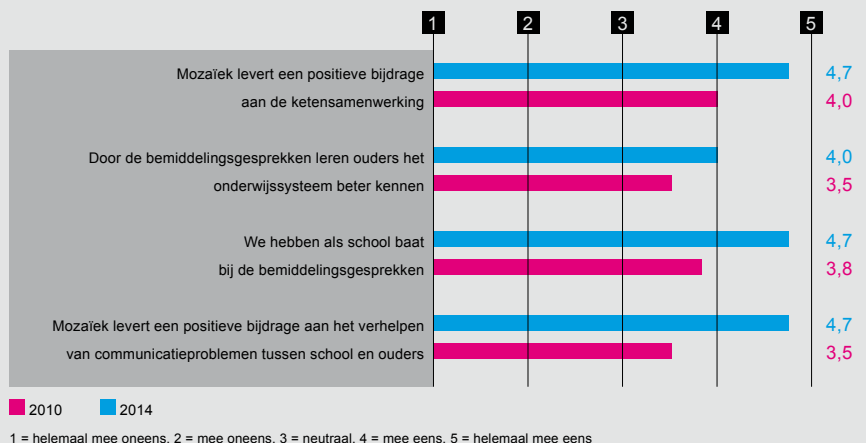 1 2 3 4 5
Mozaïek levert een positieve bijdrage 4,7
aan de ketensamenwerking 4,0
Door de bemiddelingsgesprekken leren ouders het 4,0
onderwijssysteem beter kennen 3,5
We hebben als school baat 4,7
bij de bemiddelingsgesprekken 3,8
Mozaïek levert een positieve bijdrage aan het verhelpen 4,7
van communicatieproblemen tussen school en ouders 3,5
2010 2014
1 = helemaal mee oneens, 2 = mee oneens, 3 = neutraal, 4 = mee eens, 5 = helemaal mee eens